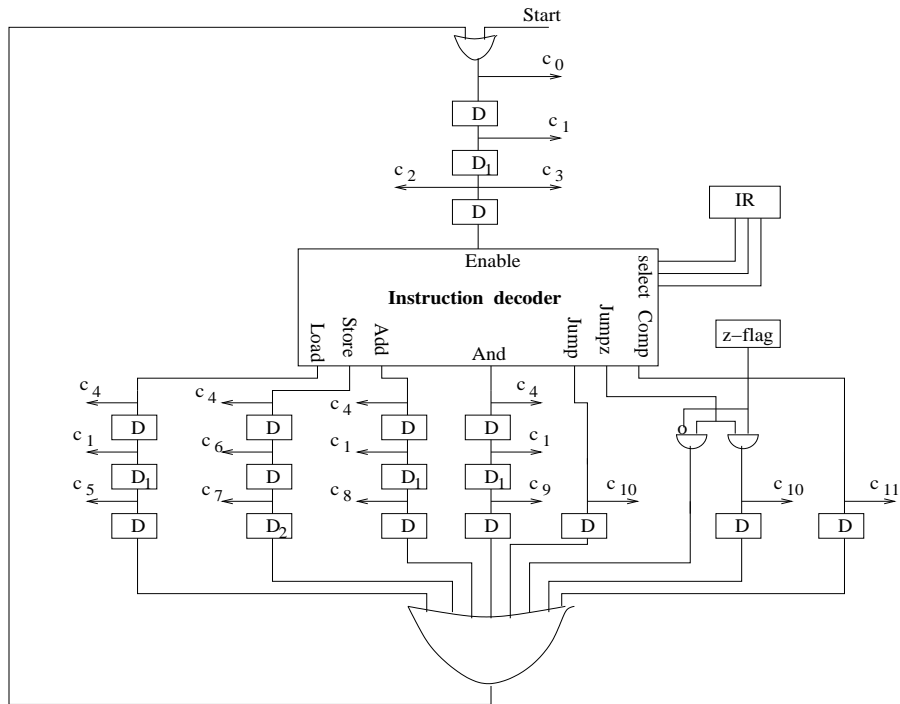 Start
c 0
D
c 1
D1
c 2 c 3
D
IR
Enable
Instruction decoder
select
Load Store Add And Jump Jumpz Comp
z-flag
c 4 c 4 c 4 c 4
D D D D
c 1 c 6 c 1 c 1
D1 D D1 D1
c 5 c 7 c 8 c 9 c 10 c 10 c 11
D D2 D D D D D